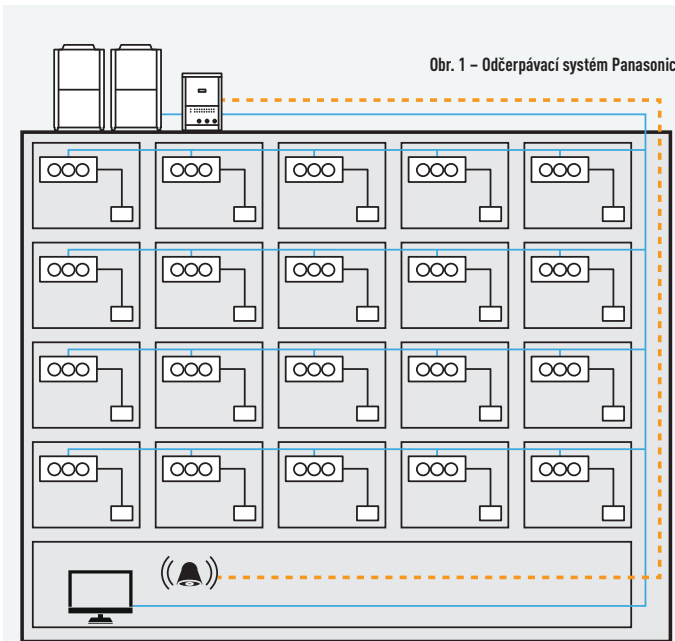 Obr. 1 – Odčerpávací systém Panasonic